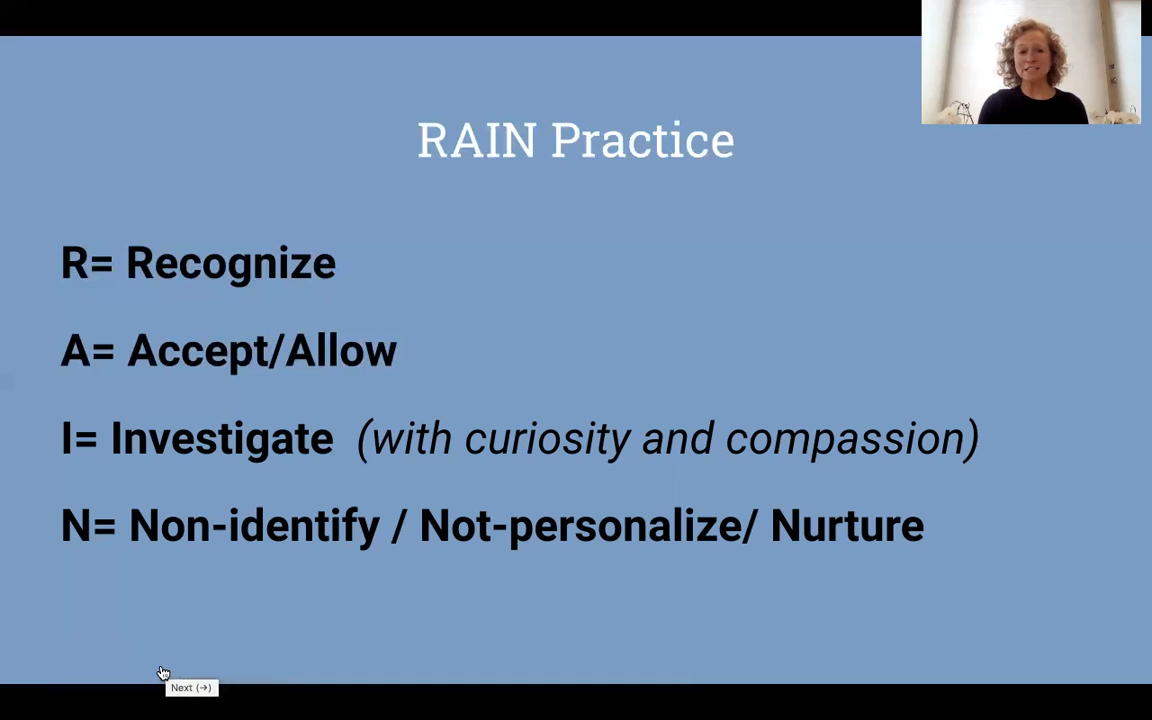 RAIN Practice
R= Recognize
A= Accept/Allow
I= Investigate (with curiosity and compassion)
N= Non-identify / Not-personalize/ Nurture
Next (→)